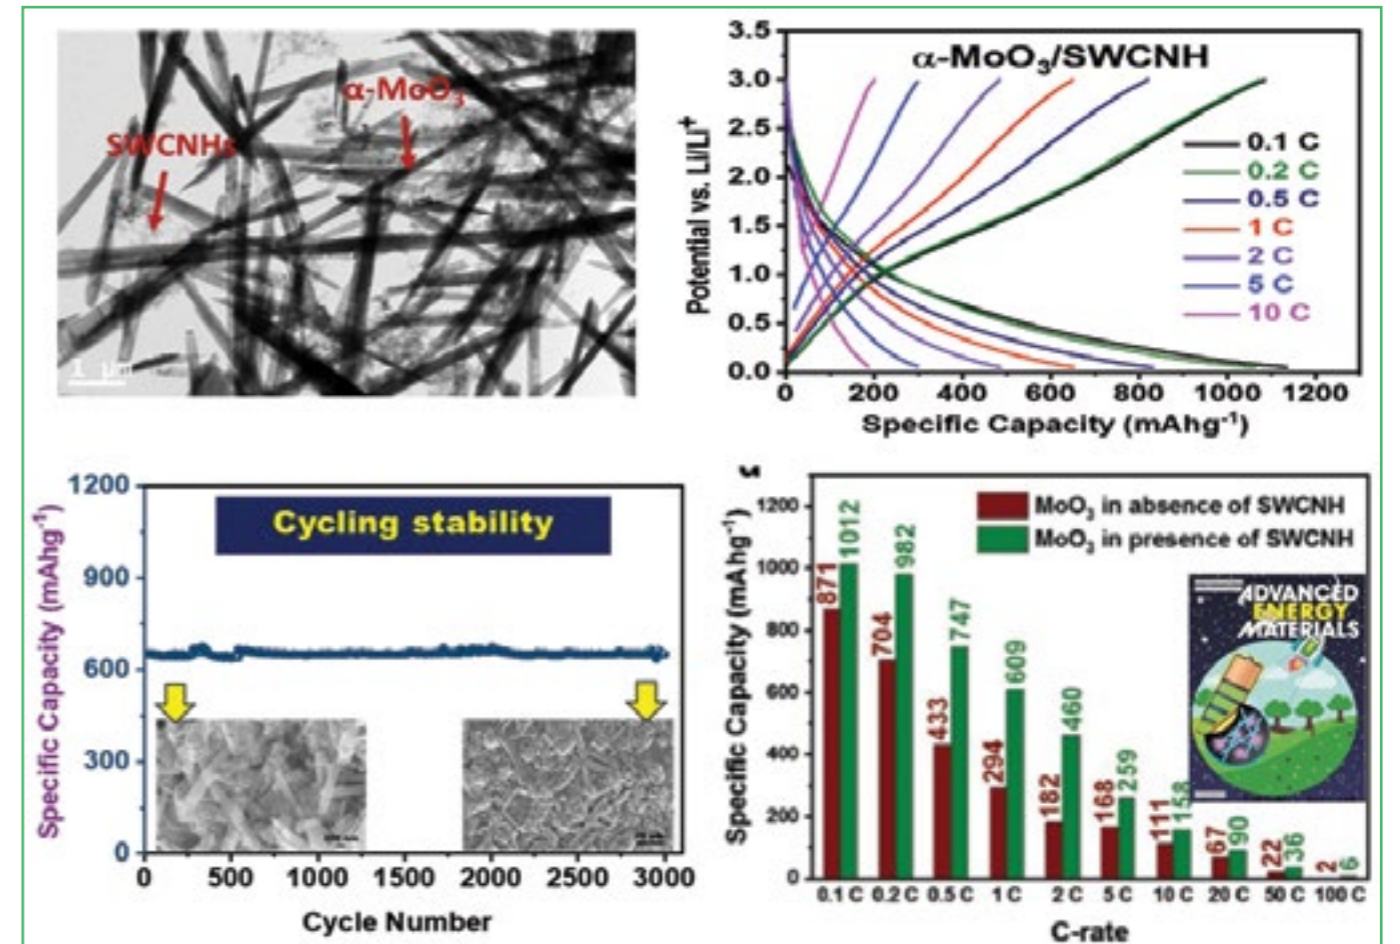 SWCNHs
α-MoO₃
1 μm
α-MoO₃/SWCNH
Potential vs. Li/Li⁺
3.5
3.0
2.5
2.0
1.5
1.0
0.5
0.0
0.1 C
0.2 C
0.5 C
1 C
2 C
5 C
10 C
0 200 400 600 800 1000 1200
Specific Capacity (mAhg⁻¹)
Cycling stability
Specific Capacity (mAhg⁻¹)
1200
900
600
300
0
0 500 1000 1500 2000 2500 3000
Cycle Number
MoO₃ in absence of SWCNH
MoO₃ in presence of SWCNH
Specific Capacity (mAhg⁻¹)
1200
1000
800
600
400
200
0
871 1012
704 982
433 747
294 609
182 460
168 259
111 158
67 90
22 36
2 6
ADVANCED
ENERGY
MATERIALS
0.1 C 0.2 C 0.5 C 1 C 2 C 5 C 10 C 20 C 50 C 100 C
C-rate